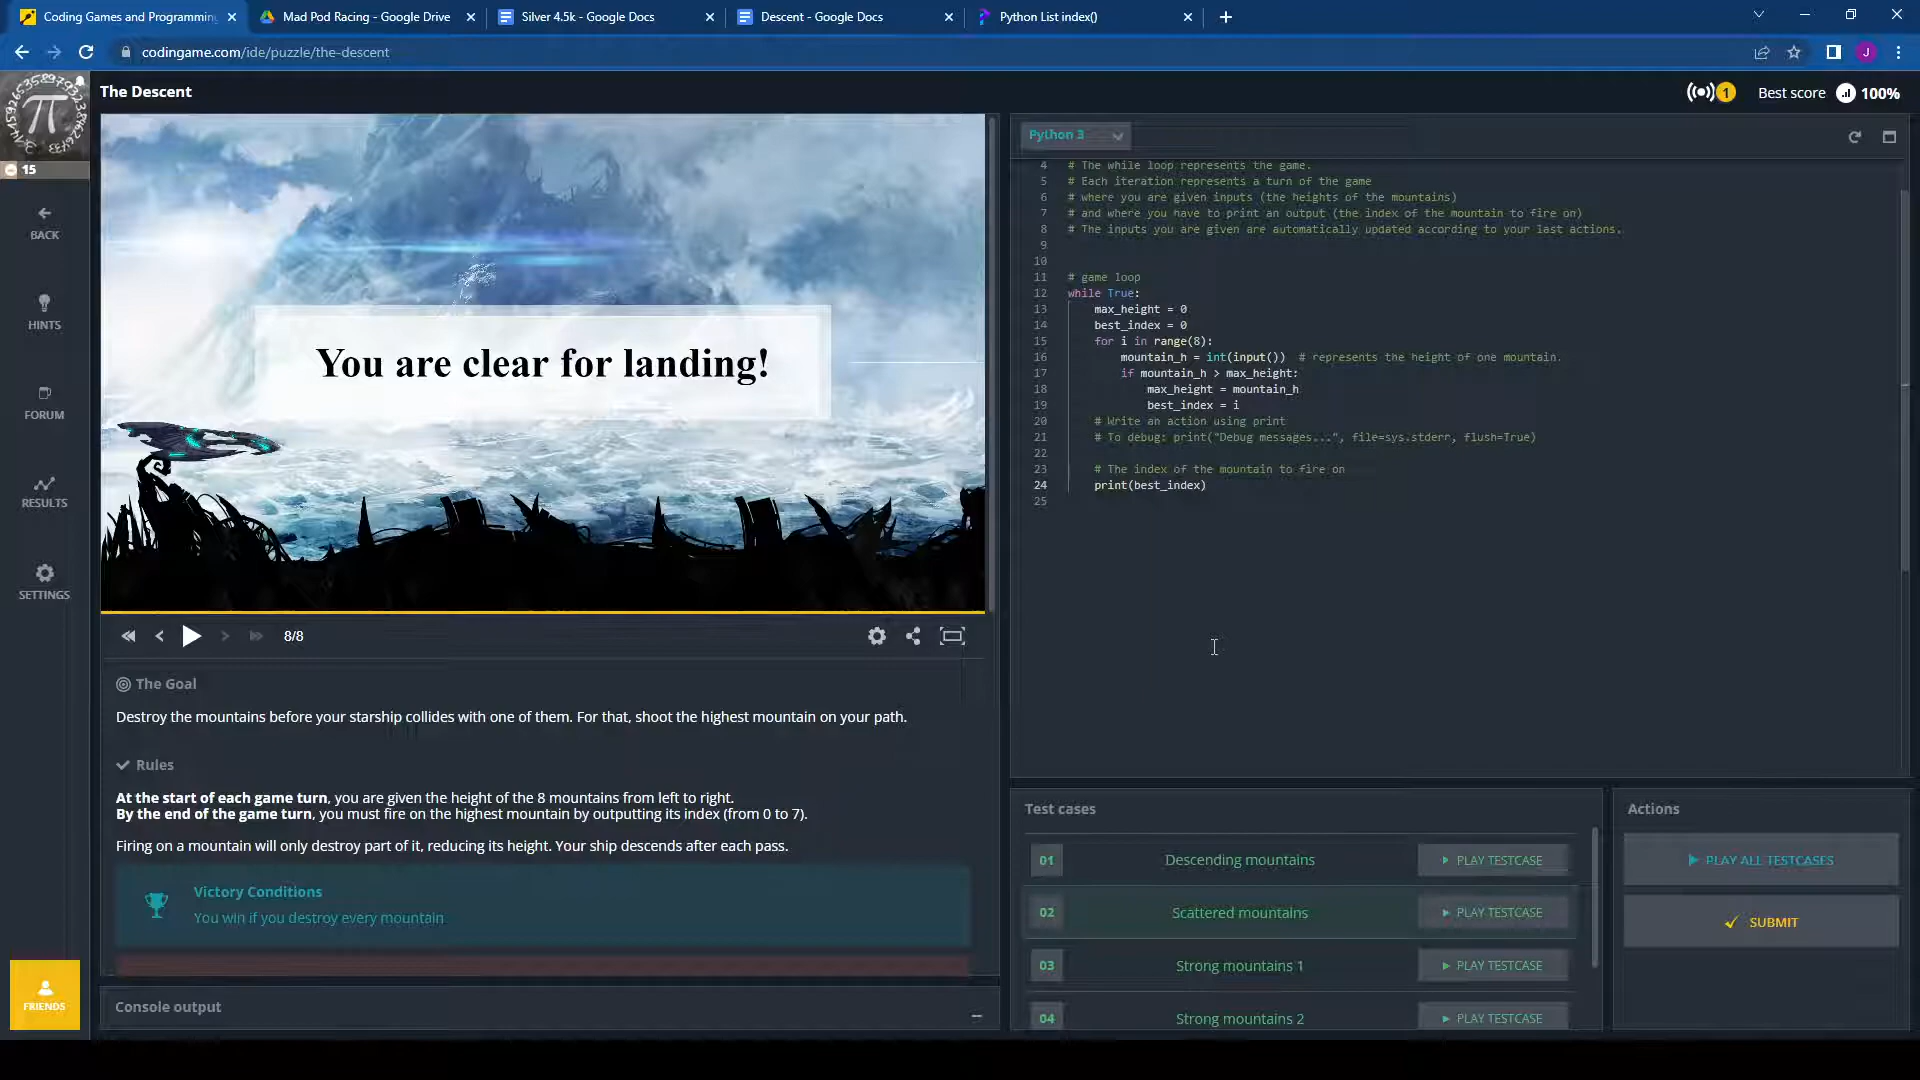 Coding Games and Programming
Mad Pod Racing - Google Drive
Silver 4.5k - Google Docs
Descent - Google Docs
Python List index()
codingame.com/ide/puzzle/the-descent
J
The Descent
1
Best score 100%
15
BACK
HINTS
FORUM
RESULTS
SETTINGS
FRIENDS
You are clear for landing!
8/8
The Goal
Destroy the mountains before your starship collides with one of them. For that, shoot the highest mountain on your path.
Rules
At the start of each game turn, you are given the height of the 8 mountains from left to right.
By the end of the game turn, you must fire on the highest mountain by outputting its index (from 0 to 7).
Firing on a mountain will only destroy part of it, reducing its height. Your ship descends after each pass.
Victory Conditions
You win if you destroy every mountain
Console output
Python 3
4 # The while loop represents the game.
5 # Each iteration represents a turn of the game
6 # where you are given inputs (the heights of the mountains)
7 # and where you have to print an output (the index of the mountain to fire on)
8 # The inputs you are given are automatically updated according to your last actions.
9
10
11 # game loop
12 while True:
13 max_height = 0
14 best_index = 0
15 for i in range(8):
16 mountain_h = int(input()) # represents the height of one mountain.
17 if mountain_h > max_height:
18 max_height = mountain_h
19 best_index = i
20 # Write an action using print
21 # To debug: print("Debug messages...", file=sys.stderr, flush=True)
22
23 # The index of the mountain to fire on
24 print(best_index)
25
Test cases
01 Descending mountains PLAY TESTCASE
02 Scattered mountains PLAY TESTCASE
03 Strong mountains 1 PLAY TESTCASE
04 Strong mountains 2 PLAY TESTCASE
Actions
PLAY ALL TESTCASES
SUBMIT